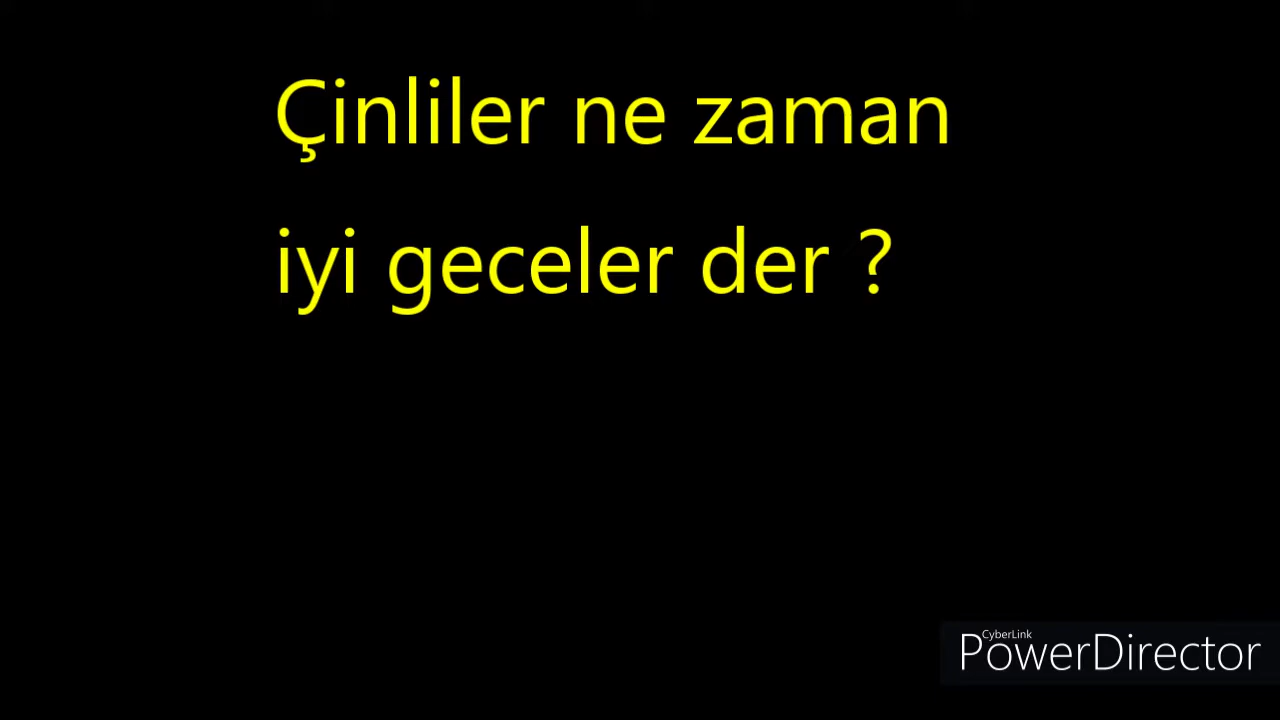 Çinliler ne zaman
iyi geceler der ?
CyberLink
PowerDirector